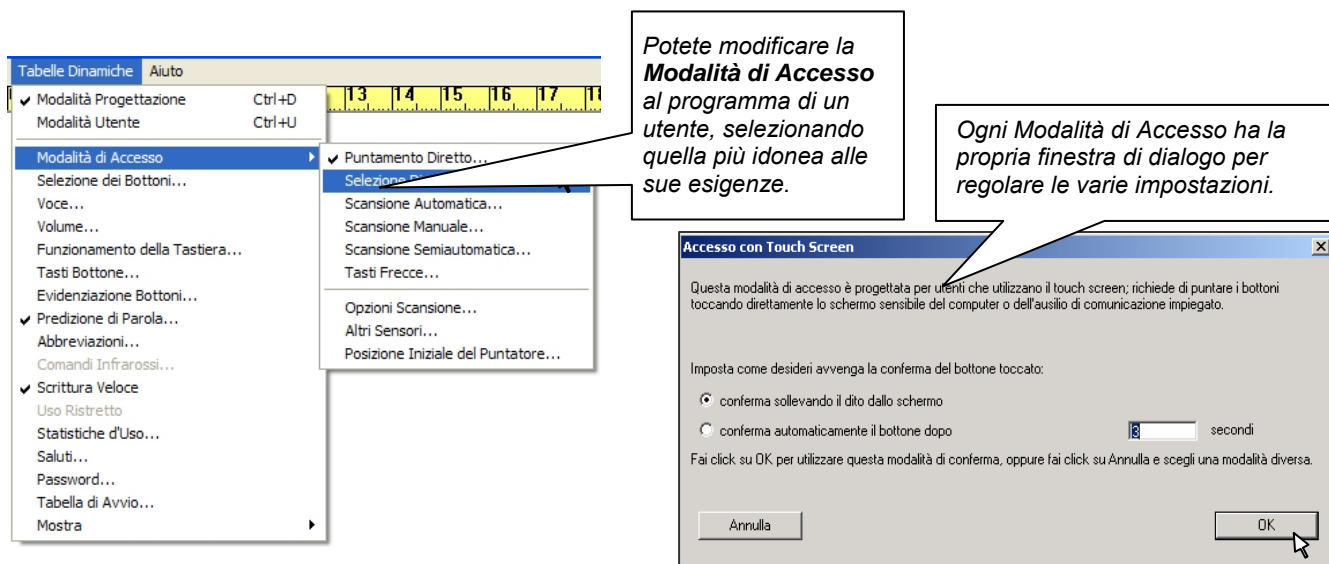 Potete modificare la
Modalità di Accesso
al programma di un
utente, selezionando
quella più idonea alle
sue esigenze.
Ogni Modalità di Accesso ha la
propria finestra di dialogo per
regolare le varie impostazioni.
Tabelle Dinamiche Aiuto
13 14 15 16 17
Modalità Progettazione Ctrl+D
Modalità Utente Ctrl+U
Modalità di Accesso
Selezione dei Bottoni...
Voce...
Volume...
Funzionamento della Tastiera...
Tasti Bottone...
Evidenziazione Bottoni...
Predizione di Parola...
Abbreviazioni...
Comandi Infrarossi...
Scrittura Veloce
Uso Ristretto
Statistiche d'Uso...
Saluti...
Password...
Tabella di Avvio...
Mostra
Puntamento Diretto...
Selezione
Scansione Automatica...
Scansione Manuale...
Scansione Semiautomatica...
Tasti Frecce...
Opzioni Scansione...
Altri Sensori...
Posizione Iniziale del Puntatore...
Accesso con Touch Screen
Questa modalità di accesso è progettata per utenti che utilizzano il touch screen; richiede di puntare i bottoni
toccando direttamente lo schermo sensibile del computer o dell'ausilio di comunicazione impiegato.
Imposta come desideri avvenga la conferma del bottone toccato:
conferma sollevando il dito dallo schermo
conferma automaticamente il bottone dopo 3 secondi
Fai click su OK per utilizzare questa modalità di conferma, oppure fai click su Annulla e scegli una modalità diversa.
Annulla OK